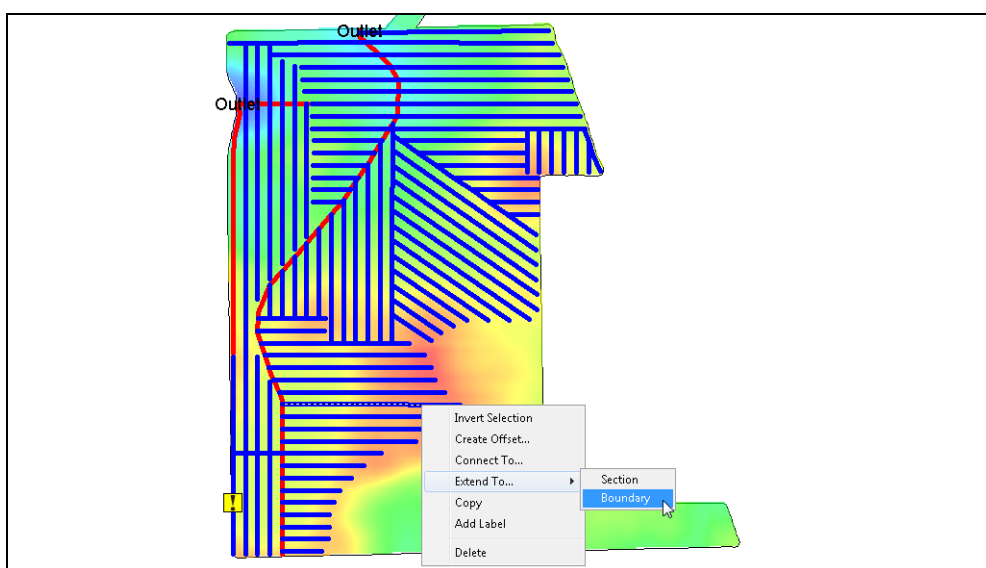 Outlet
Outlet
Invert Selection
Create Offset...
Connect To...
Extend To...
Section
Boundary
Copy
Add Label
Delete
!